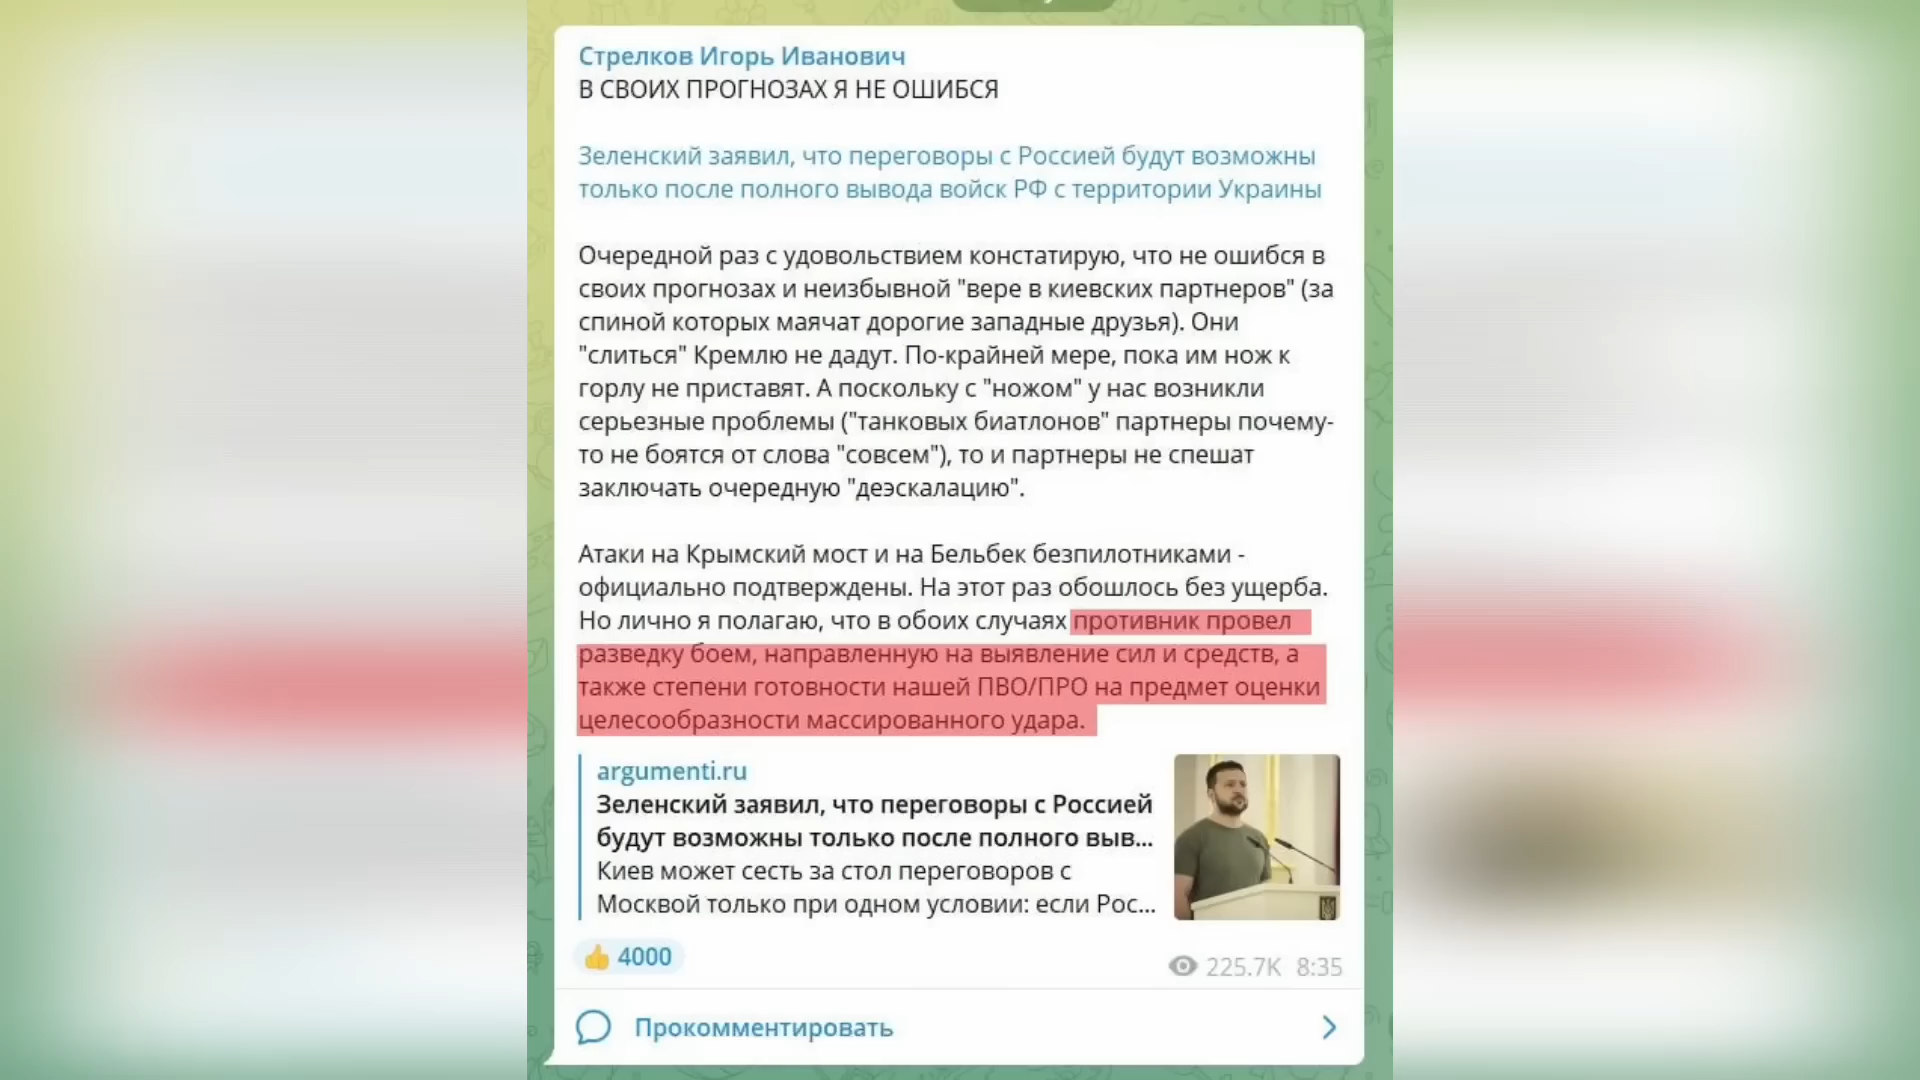 Стрелков Игорь Иванович
В СВОИХ ПРОГНОЗАХ Я НЕ ОШИБСЯ
Зеленский заявил, что переговоры с Россией будут возможны
только после полного вывода войск РФ с территории Украины
Очередной раз с удовольствием констатирую, что не ошибся в
своих прогнозах и неизбывной "вере в киевских партнеров" (за
спиной которых маячат дорогие западные друзья). Они
"слиться" Кремлю не дадут. По-крайней мере, пока им нож к
горлу не приставят. А поскольку с "ножом" у нас возникли
серьезные проблемы ("танковых биатлонов" партнеры почему-
то не боятся от слова "совсем"), то и партнеры не спешат
заключать очередную "деэскалацию".
Атаки на Крымский мост и на Бельбек безпилотниками -
официально подтверждены. На этот раз обошлось без ущерба.
Но лично я полагаю, что в обоих случаях противник провел
разведку боем, направленную на выявление сил и средств, а
также степени готовности нашей ПВО/ПРО на предмет оценки
целесообразности массированного удара.
argumenti.ru
Зеленский заявил, что переговоры с Россией
будут возможны только после полного выв...
Киев может сесть за стол переговоров с
Москвой только при одном условии: если Рос...
4000
225.7K 8:35
Прокомментировать